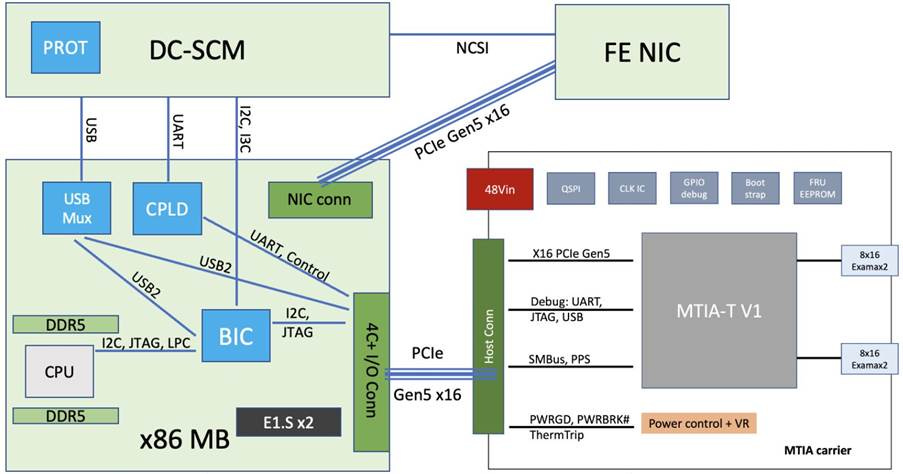 PROT
DC-SCM
NCSI
FE NIC
USB
UART
I2C, I3C
PCIe Gen5 x16
USB
Mux
CPLD
NIC conn
UART, Control
USB2
USB2
DDR5
CPU
DDR5
I2C, JTAG, LPC
BIC
I2C,
JTAG
4C+ I/O Conn
E1.S x2
x86 MB
PCIe
Gen5 x16
48Vin
QSPI
CLK IC
GPIO
debug
Boot
strap
FRU
EEPROM
Host Conn
X16 PCIe Gen5
Debug: UART,
JTAG, USB
SMBus, PPS
PWRGD, PWRBRK#
ThermTrip
MTIA-T V1
8x16
Examax2
8x16
Examax2
Power control + VR
MTIA carrier